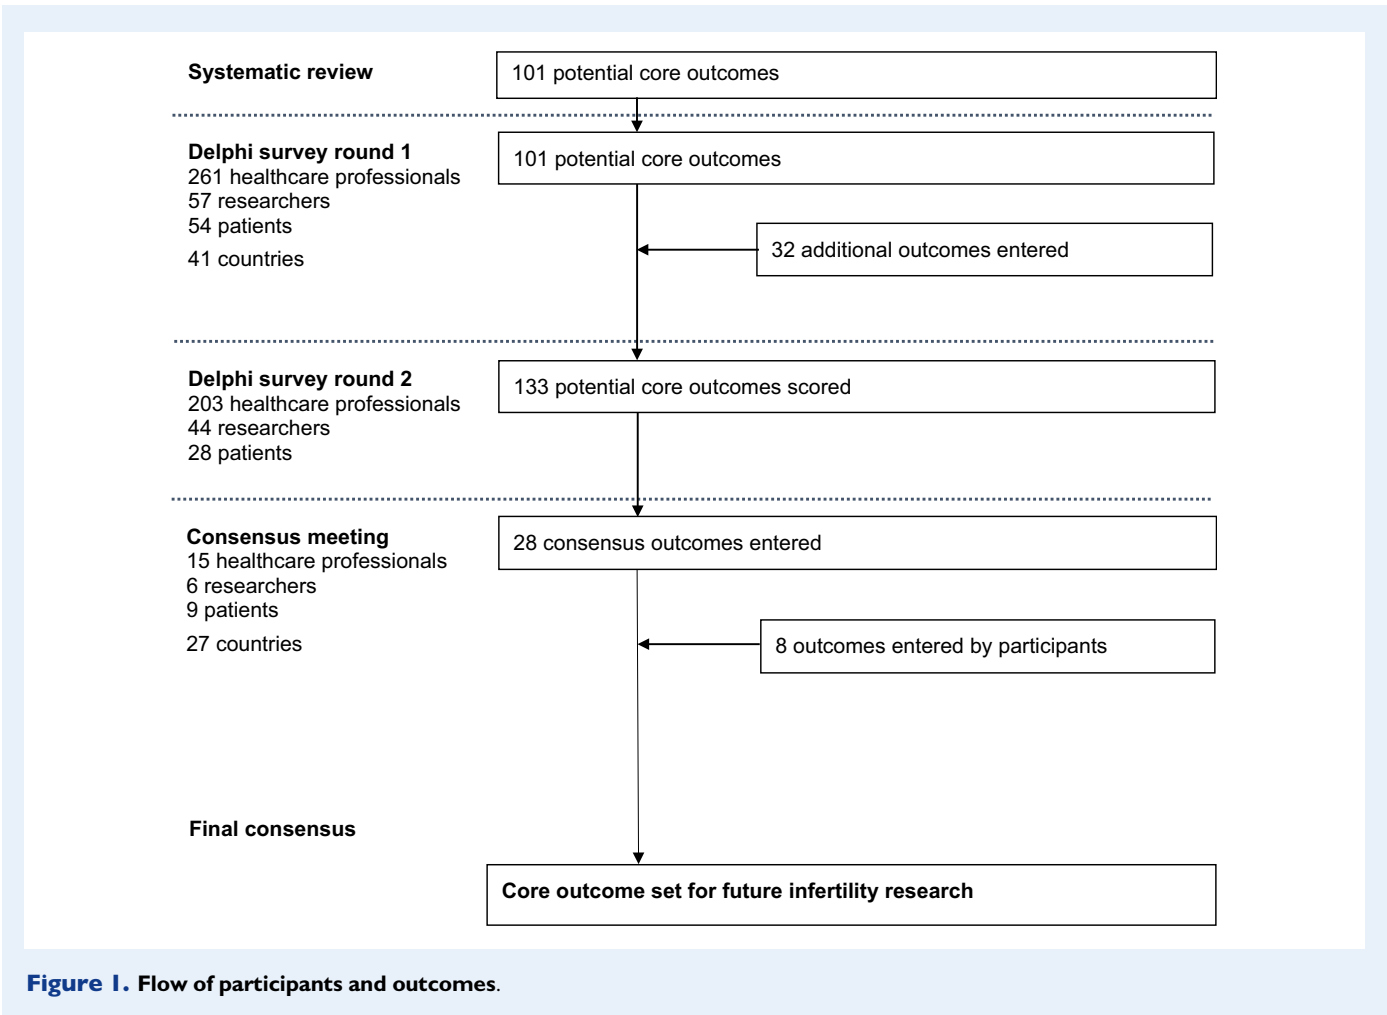 Systematic review
101 potential core outcomes
Delphi survey round 1
261 healthcare professionals
57 researchers
54 patients
41 countries
101 potential core outcomes
32 additional outcomes entered
Delphi survey round 2
203 healthcare professionals
44 researchers
28 patients
133 potential core outcomes scored
Consensus meeting
15 healthcare professionals
6 researchers
9 patients
27 countries
28 consensus outcomes entered
8 outcomes entered by participants
Final consensus
Core outcome set for future infertility research
Figure 1. Flow of participants and outcomes.